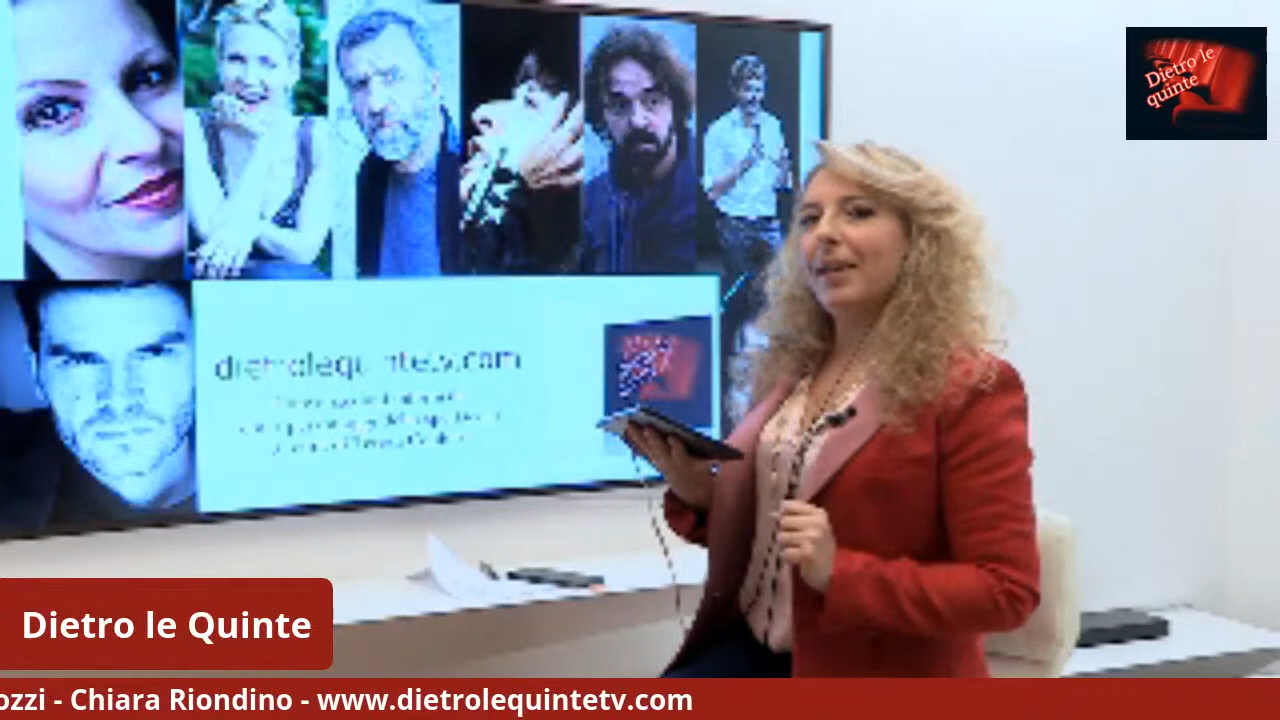 Dietro le
quinte
dietrolequintetv.com
Dietro le Quinte
ozzi - Chiara Riondino - www.dietrolequintetv.com